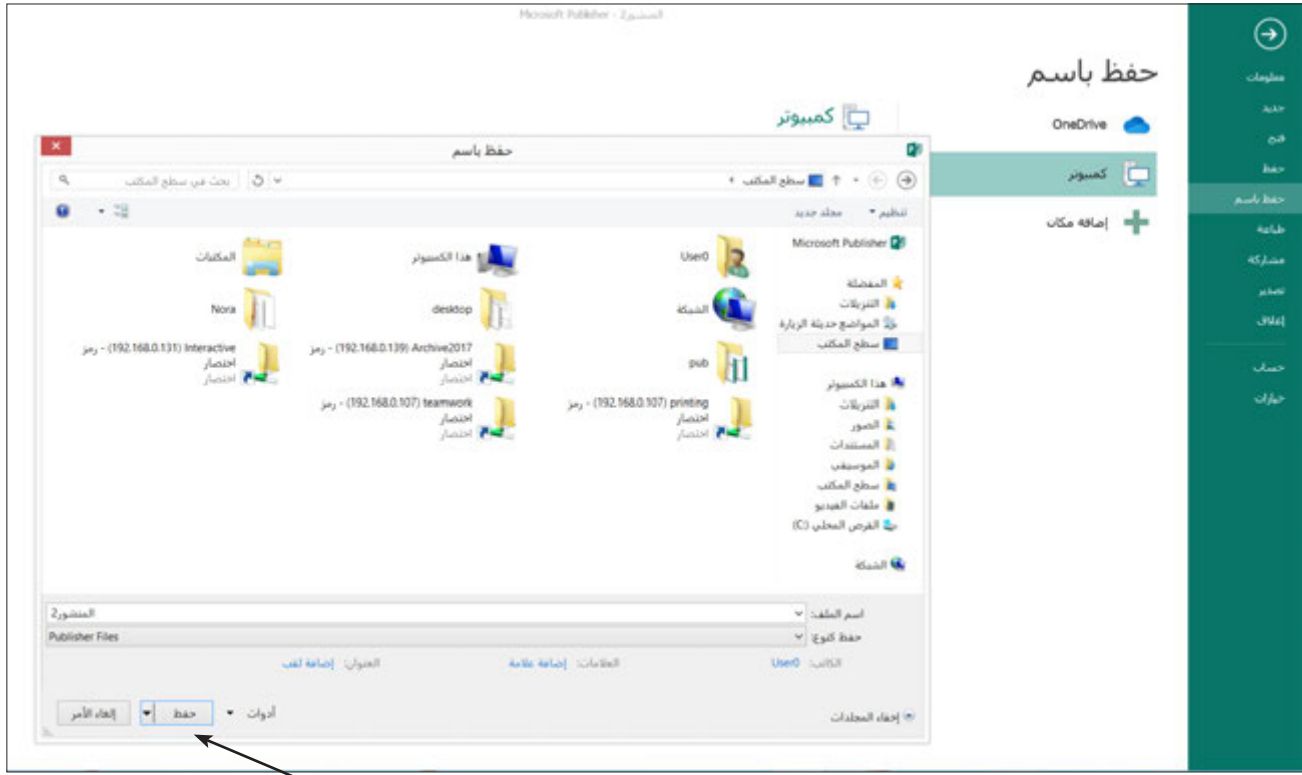 المنشور2 - Microsoft Publisher
معلومات
جديد
فتح
حفظ
حفظ باسم
طباعة
مشاركة
تصدير
إغلاق
حساب
خيارات
حفظ باسم
OneDrive
كمبيوتر
إضافة مكان
كمبيوتر
حفظ باسم
سطح المكتب
بحث في سطح المكتب
تنظيم
مجلد جديد
Microsoft Publisher
المفضلة
التنزيلات
المواضع حديثة الزيارة
سطح المكتب
هذا الكمبيوتر
التنزيلات
الصور
المستندات
الموسيقى
سطح المكتب
ملفات الفيديو
القرص المحلي (C:)
الشبكة
User0
هذا الكمبيوتر
المكتبات
الشبكة
desktop
Nora
pub
Archive2017 (192.168.0.139) - رمز
اختصار
اختصار
Interactive (192.168.0.131) - رمز
اختصار
اختصار
printing (192.168.0.107) - رمز
اختصار
اختصار
teamwork (192.168.0.107) - رمز
اختصار
اختصار
اسم الملف: المنشور2
حفظ كنوع: Publisher Files
الكاتب: User0 العلامات: إضافة علامة العنوان: إضافة لقب
إخفاء المجلدات
أدوات
حفظ
إلغاء الأمر